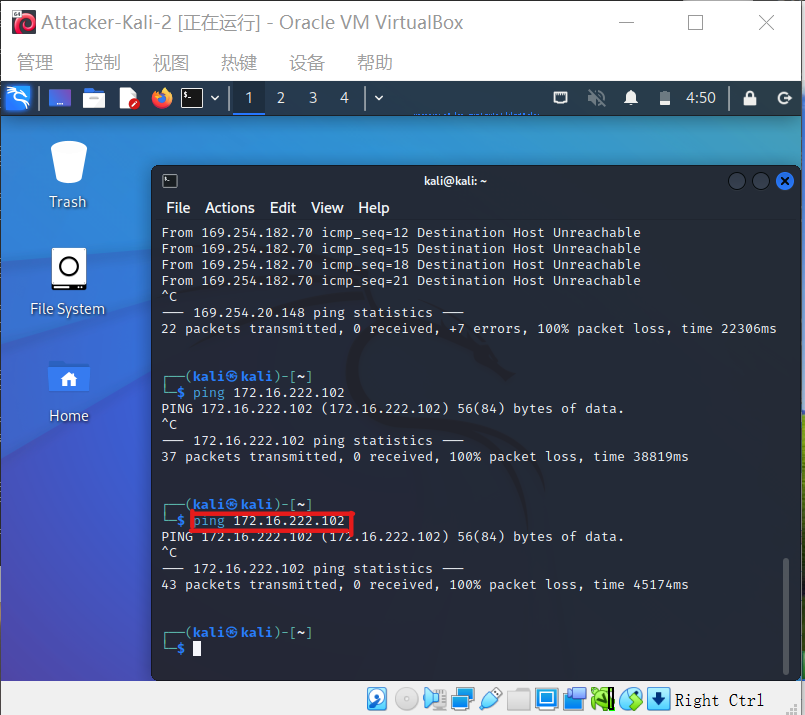 Attacker-Kali-2 [正在运行] - Oracle VM VirtualBox
管理 控制 视图 热键 设备 帮助
1 2 3 4 4:50
Trash
File System
Home
kali@kali: ~
File Actions Edit View Help
From 169.254.182.70 icmp_seq=12 Destination Host Unreachable
From 169.254.182.70 icmp_seq=15 Destination Host Unreachable
From 169.254.182.70 icmp_seq=18 Destination Host Unreachable
From 169.254.182.70 icmp_seq=21 Destination Host Unreachable
^C
--- 169.254.20.148 ping statistics ---
22 packets transmitted, 0 received, +7 errors, 100% packet loss, time 22306ms
┌──(kali㉿kali)-[~]
└─$ ping 172.16.222.102
PING 172.16.222.102 (172.16.222.102) 56(84) bytes of data.
^C
--- 172.16.222.102 ping statistics ---
37 packets transmitted, 0 received, 100% packet loss, time 38819ms
┌──(kali㉿kali)-[~]
└─$ ping 172.16.222.102
PING 172.16.222.102 (172.16.222.102) 56(84) bytes of data.
^C
--- 172.16.222.102 ping statistics ---
43 packets transmitted, 0 received, 100% packet loss, time 45174ms
┌──(kali㉿kali)-[~]
└─$
Right Ctrl